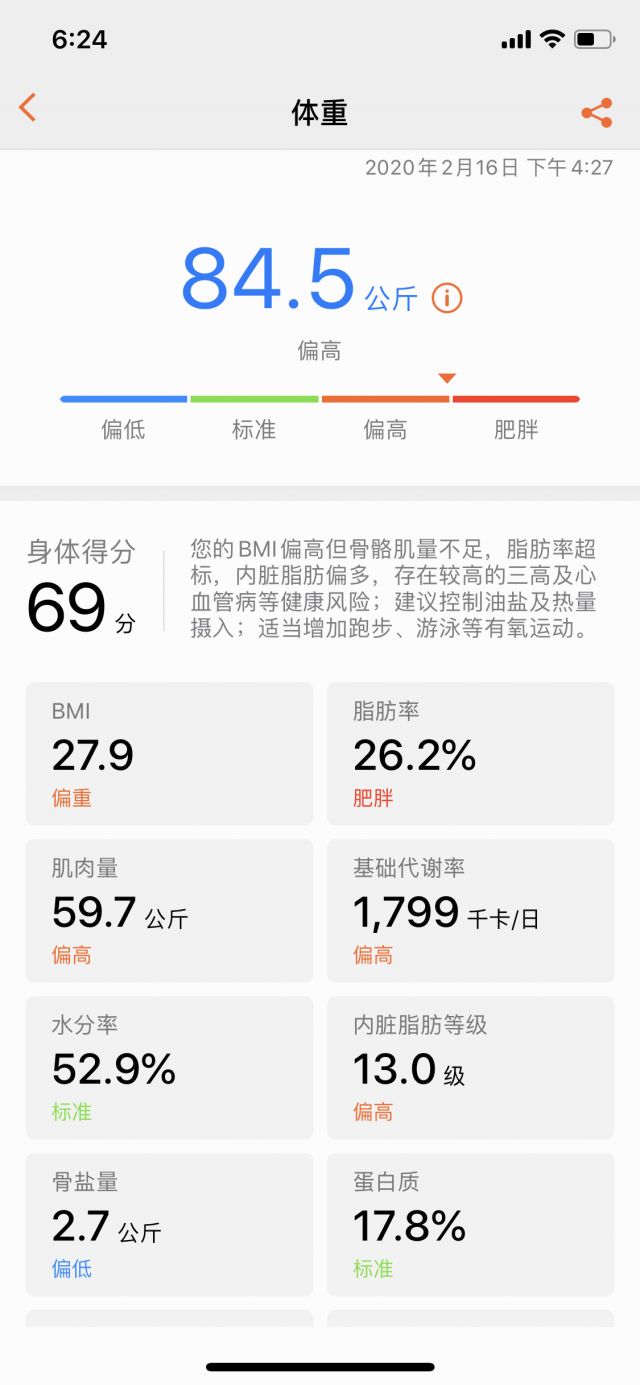 6:24
体重
2020年2月16日 下午4:27
84.5 公斤
偏高
偏低 标准 偏高 肥胖
身体得分
69 分
您的BMI偏高但骨骼肌量不足，脂肪率超
标，内脏脂肪偏多，存在较高的三高及心
血管病等健康风险；建议控制油盐及热量
摄入；适当增加跑步、游泳等有氧运动。
BMI
27.9
偏重
脂肪率
26.2%
肥胖
肌肉量
59.7 公斤
偏高
基础代谢率
1,799 千卡/日
偏高
水分率
52.9%
标准
内脏脂肪等级
13.0 级
偏高
骨盐量
2.7 公斤
偏低
蛋白质
17.8%
标准